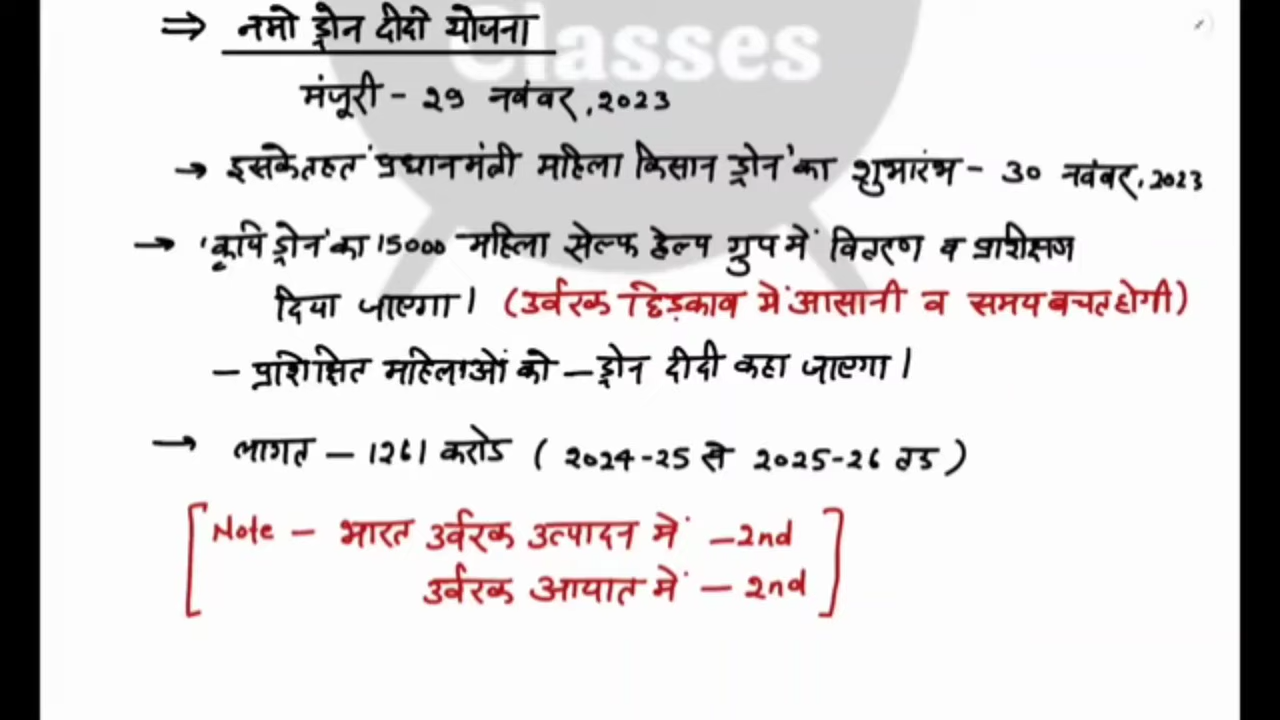 Classes
⇒ नमो ड्रोन दीदी योजना
मंजूरी - 29 नवंबर, 2023
→ इसके तहत 'प्रधानमंत्री महिला किसान ड्रोन' का शुभारंभ - 30 नवंबर, 2023
→ 'कृषि ड्रोन' का 15000 महिला सेल्फ हेल्प ग्रुप में वितरण व प्रशिक्षण
दिया जाएगा। (उर्वरक छिड़काव में आसानी व समय बचत होगी)
- प्रशिक्षित महिलाओं को - ड्रोन दीदी कहा जाएगा।
→ लागत - 1261 करोड (2024-25 से 2025-26 तक)
[Note - भारत उर्वरक उत्पादन में - 2nd
उर्वरक आयात में - 2nd]